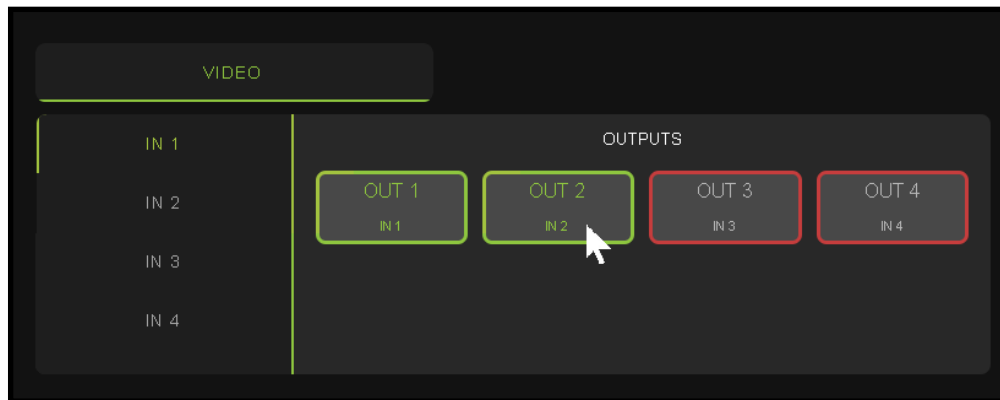 VIDEO
IN 1
IN 2
IN 3
IN 4
OUTPUTS
OUT 1
IN 1
OUT 2
IN 2
OUT 3
IN 3
OUT 4
IN 4